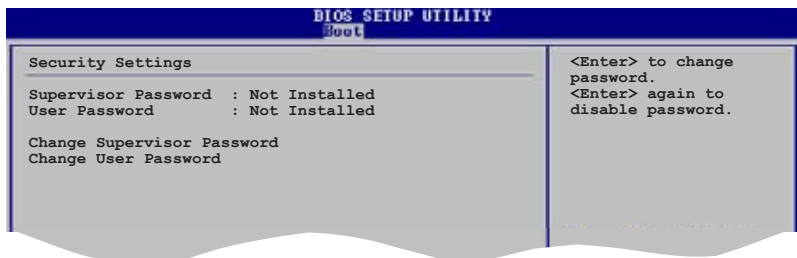 BIOS SETUP UTILITY
Boot
Security Settings
Supervisor Password : Not Installed
User Password : Not Installed
Change Supervisor Password
Change User Password
<Enter> to change
password.
<Enter> again to
disable password.